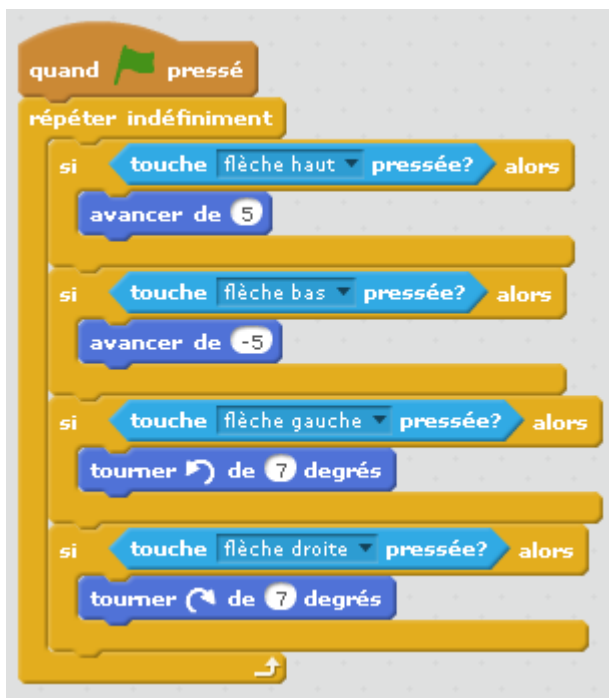 quand pressé
répéter indéfiniment
si touche flèche haut pressée? alors
avancer de 5
si touche flèche bas pressée? alors
avancer de -5
si touche flèche gauche pressée? alors
tourner de 7 degrés
si touche flèche droite pressée? alors
tourner de 7 degrés